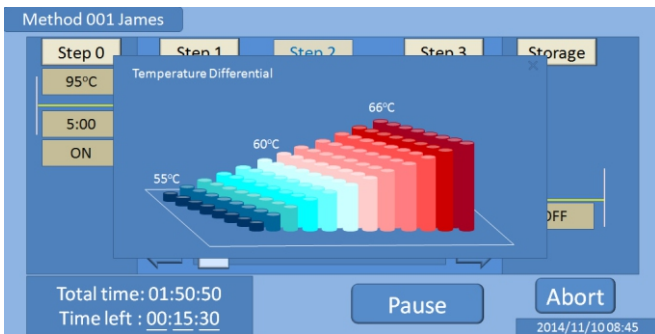 Method 001 James
Step 0
Step 1
Step 2
Step 3
Storage
95°C
5:00
ON
Temperature Differential
55°C
60°C
66°C
Total time: 01:50:50
Time left : 00:15:30
Pause
Abort
2014/11/10 08:45